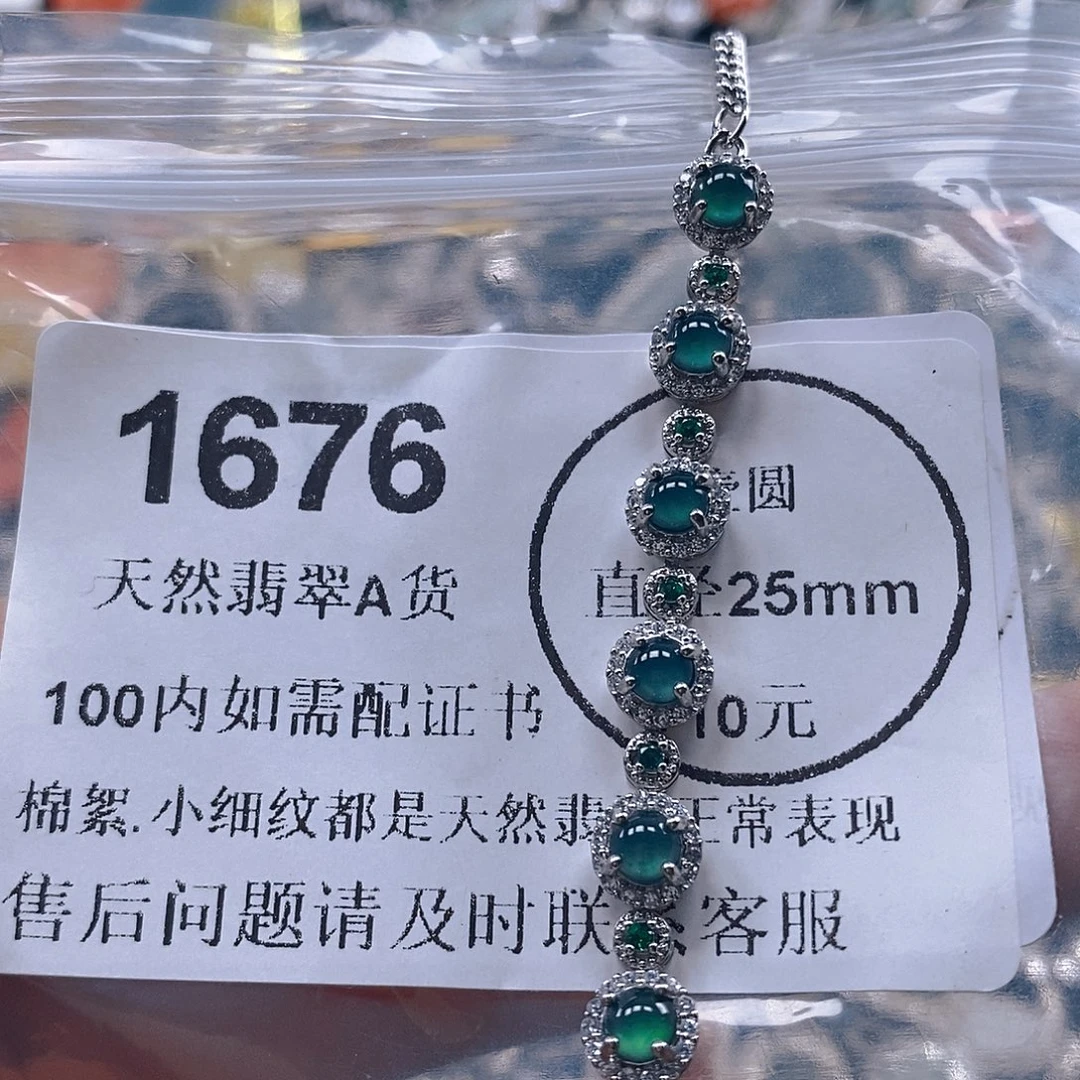 1676
天然翡翠A货
100内如需配证书
圆
直径25mm
10元
棉絮.小细纹都是天然翡 正常表现
售后问题请及时联 客服